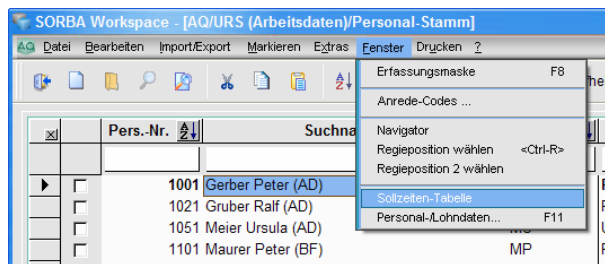 SORBA Workspace - [AQ/URS (Arbeitsdaten)/Personal-Stamm]
AQ Datei Bearbeiten Import/Export Markieren Extras Fenster Drucken ?
Erfassungsmaske F8
Anrede-Codes ...
Navigator
Regieposition wählen <Ctrl-R>
Regieposition 2 wählen
Sollzeiten-Tabelle
Personal-/Lohndaten... F11
Pers.-Nr. Suchna
1001 Gerber Peter (AD)
1021 Gruber Ralf (AD)
1051 Meier Ursula (AD)
1101 Maurer Peter (BF) MP